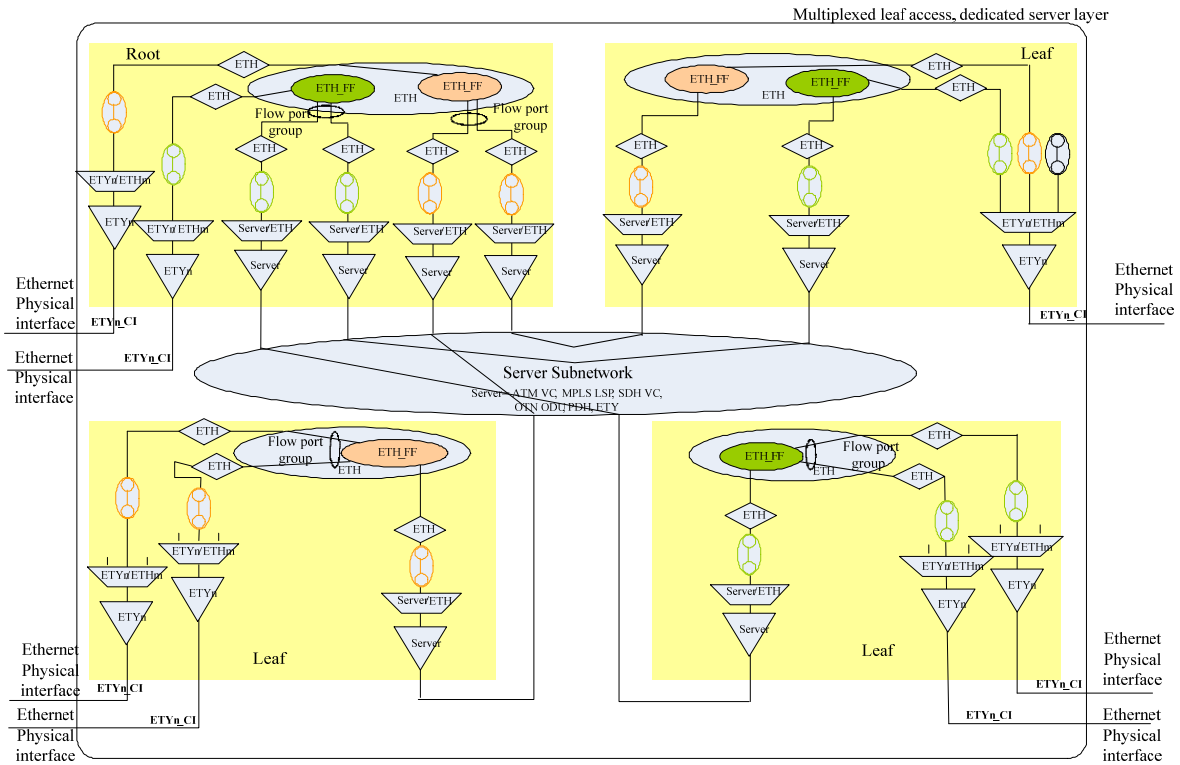 Multiplexed leaf access, dedicated server layer
Root
ETH
ETH_FF
ETH_FF
ETH
ETH
Flow port
group
Flow port
group
ETH
ETH
ETH
ETH
ETYn/ETHm
ETYn
ETYn/ETHm
Server/ETH
Server/ETH
Server/ETH
Server/ETH
ETYn
Server
Server
Server
Server
Ethernet
Physical
interface
ETYn_CI
Ethernet
Physical
interface
ETYn_CI
Leaf
ETH
ETH_FF
ETH_FF
ETH
ETH
ETH
ETH
Server/ETH
Server/ETH
ETYn/ETHm
Server
Server
ETYn
Ethernet
Physical
interface
ETYn_CI
Server Subnetwork
Server= ATM VC, MPLS LSP, SDH VC,
OTN ODU, PDH, ETY
ETH
Flow port
group
ETH_FF
ETH
ETH
ETH
ETYn/ETHm
ETYn/ETHm
ETYn
ETYn
Server/ETH
Server
Leaf
Ethernet
Physical
interface
ETYn_CI
Ethernet
Physical
interface
ETYn_CI
ETH
ETH_FF
Flow port
group
ETH
ETH
ETH
ETYn/ETHm
ETYn/ETHm
Server/ETH
ETYn
ETYn
Server
Leaf
Ethernet
Physical
interface
ETYn_CI
Ethernet
Physical
interface
ETYn_CI